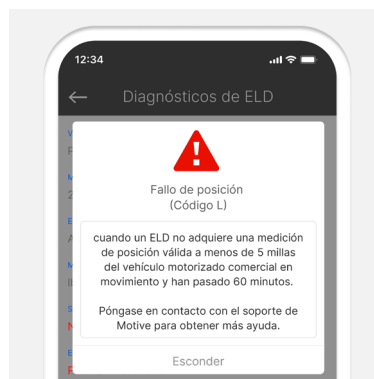 12:34
Diagnósticos de ELD
Fallo de posición
(Código L)
cuando un ELD no adquiere una medición
de posición válida a menos de 5 millas
del vehículo motorizado comercial en
movimiento y han pasado 60 minutos.
Póngase en contacto con el soporte de
Motive para obtener más ayuda.
Esconder